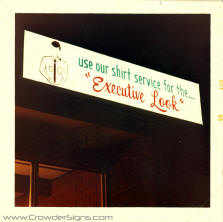 use our shirt service for the....
"Executive Look"
www.CrowderSigns.com